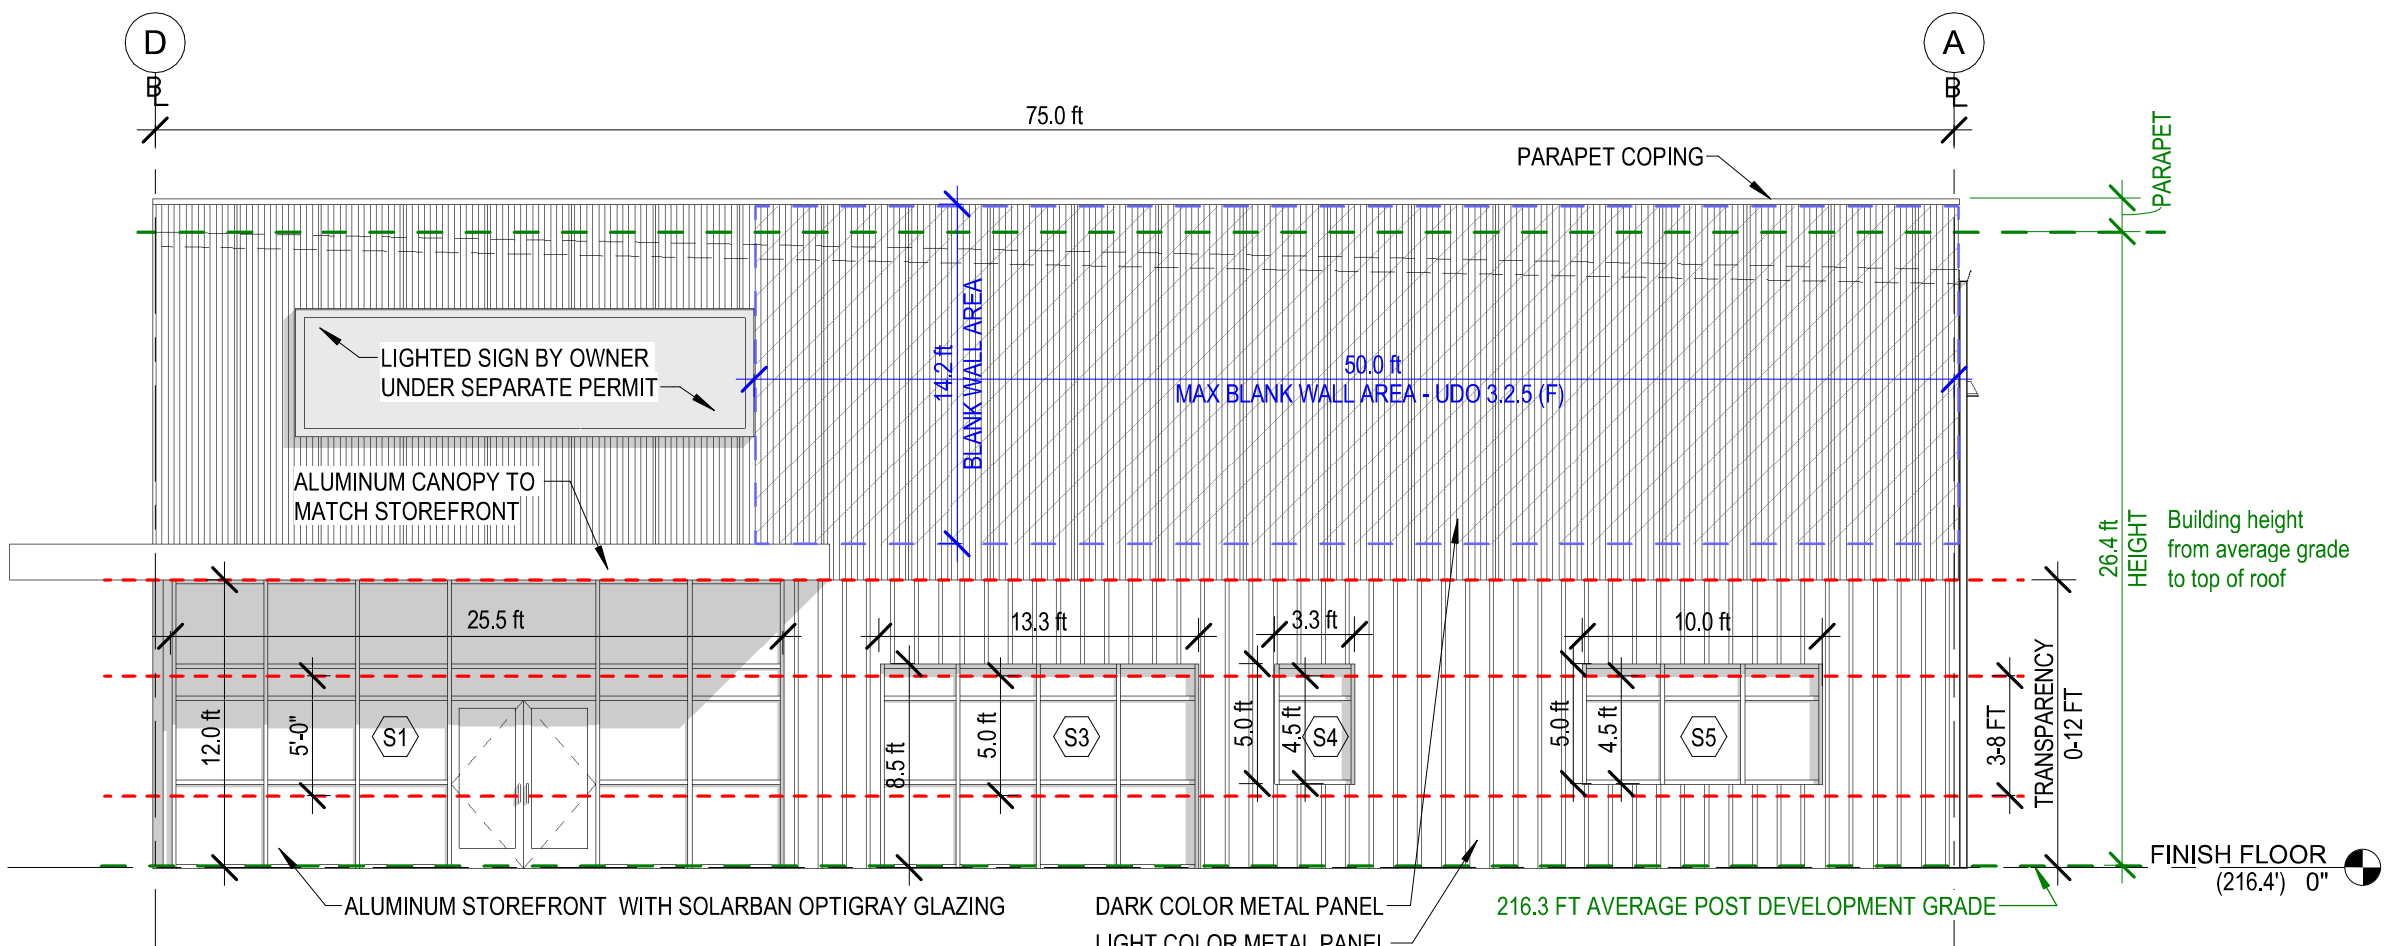 D
A
B
L
B
L
75.0 ft
PARAPET COPING
PARAPET
14.2 ft
BLANK WALL AREA
50.0 ft
MAX BLANK WALL AREA - UDO 3.2.5 (F)
LIGHTED SIGN BY OWNER
UNDER SEPARATE PERMIT
ALUMINUM CANOPY TO
MATCH STOREFRONT
26.4 ft
HEIGHT
Building height
from average grade
to top of roof
25.5 ft
13.3 ft
3.3 ft
10.0 ft
12.0 ft
5'-0"
S1
8.5 ft
5.0 ft
S3
5.0 ft
4.5 ft
S4
5.0 ft
4.5 ft
S5
3-8 FT
TRANSPARENCY
0-12 FT
FINISH FLOOR
(216.4') 0"
ALUMINUM STOREFRONT WITH SOLARBAN OPTIGRAY GLAZING
DARK COLOR METAL PANEL
216.3 FT AVERAGE POST DEVELOPMENT GRADE
LIGHT COLOR METAL PANEL